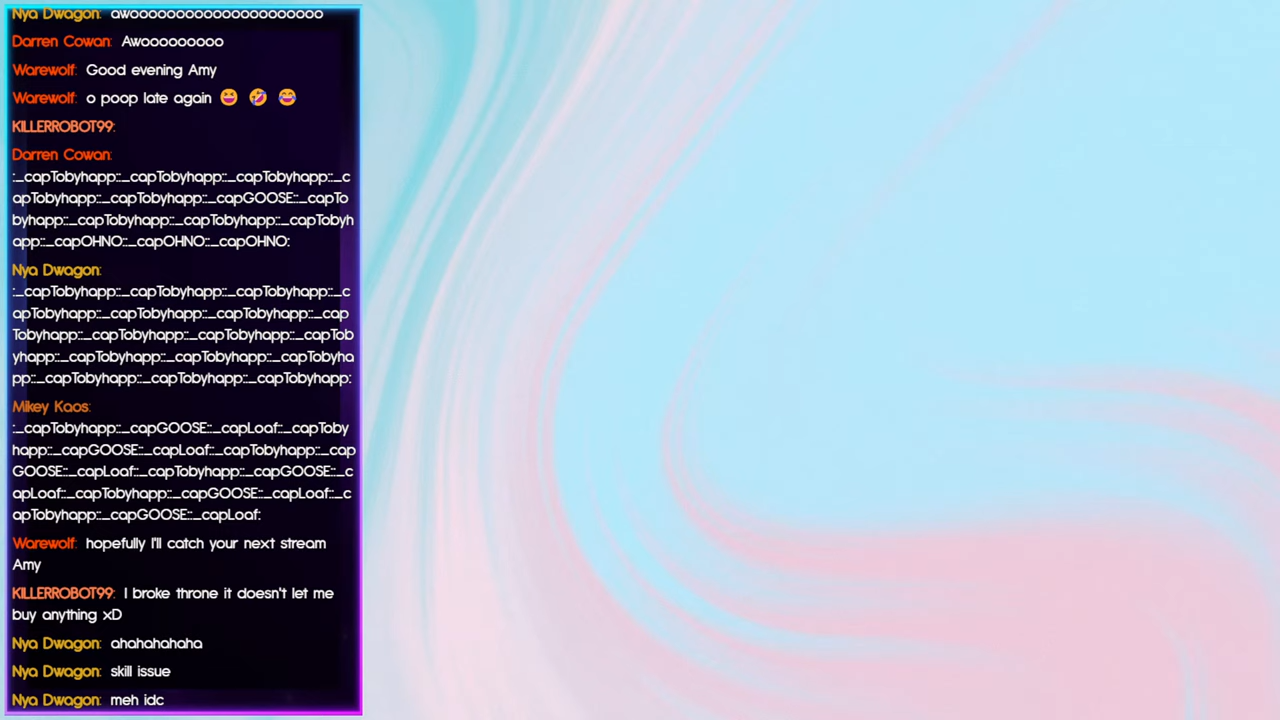 Nya Dwagon: awooooooooooooooooooooo
Darren Cowan: Awooooooooo
Warewolf: Good evening Amy
Warewolf: o poop late again 😆 🤣 😂
KILLERROBOT99:
Darren Cowan:
:_capTobyhapp::_capTobyhapp::_capTobyhapp::_c
apTobyhapp::_capTobyhapp::_capGOOSE::_capTo
byhapp::_capTobyhapp::_capTobyhapp::_capTobyh
app::_capOHNO::_capOHNO::_capOHNO:
Nya Dwagon:
:_capTobyhapp::_capTobyhapp::_capTobyhapp::_c
apTobyhapp::_capTobyhapp::_capTobyhapp::_cap
Tobyhapp::_capTobyhapp::_capTobyhapp::_capTob
yhapp::_capTobyhapp::_capTobyhapp::_capTobyha
pp::_capTobyhapp::_capTobyhapp::_capTobyhapp:
Mikey Kaos:
:_capTobyhapp::_capGOOSE::_capLoaf::_capToby
happ::_capGOOSE::_capLoaf::_capTobyhapp::_cap
GOOSE::_capLoaf::_capTobyhapp::_capGOOSE::_c
apLoaf::_capTobyhapp::_capGOOSE::_capLoaf::_c
apTobyhapp::_capGOOSE::_capLoaf:
Warewolf: hopefully I'll catch your next stream
Amy
KILLERROBOT99: I broke throne it doesn't let me
buy anything xD
Nya Dwagon: ahahahahaha
Nya Dwagon: skill issue
Nya Dwagon: meh idc